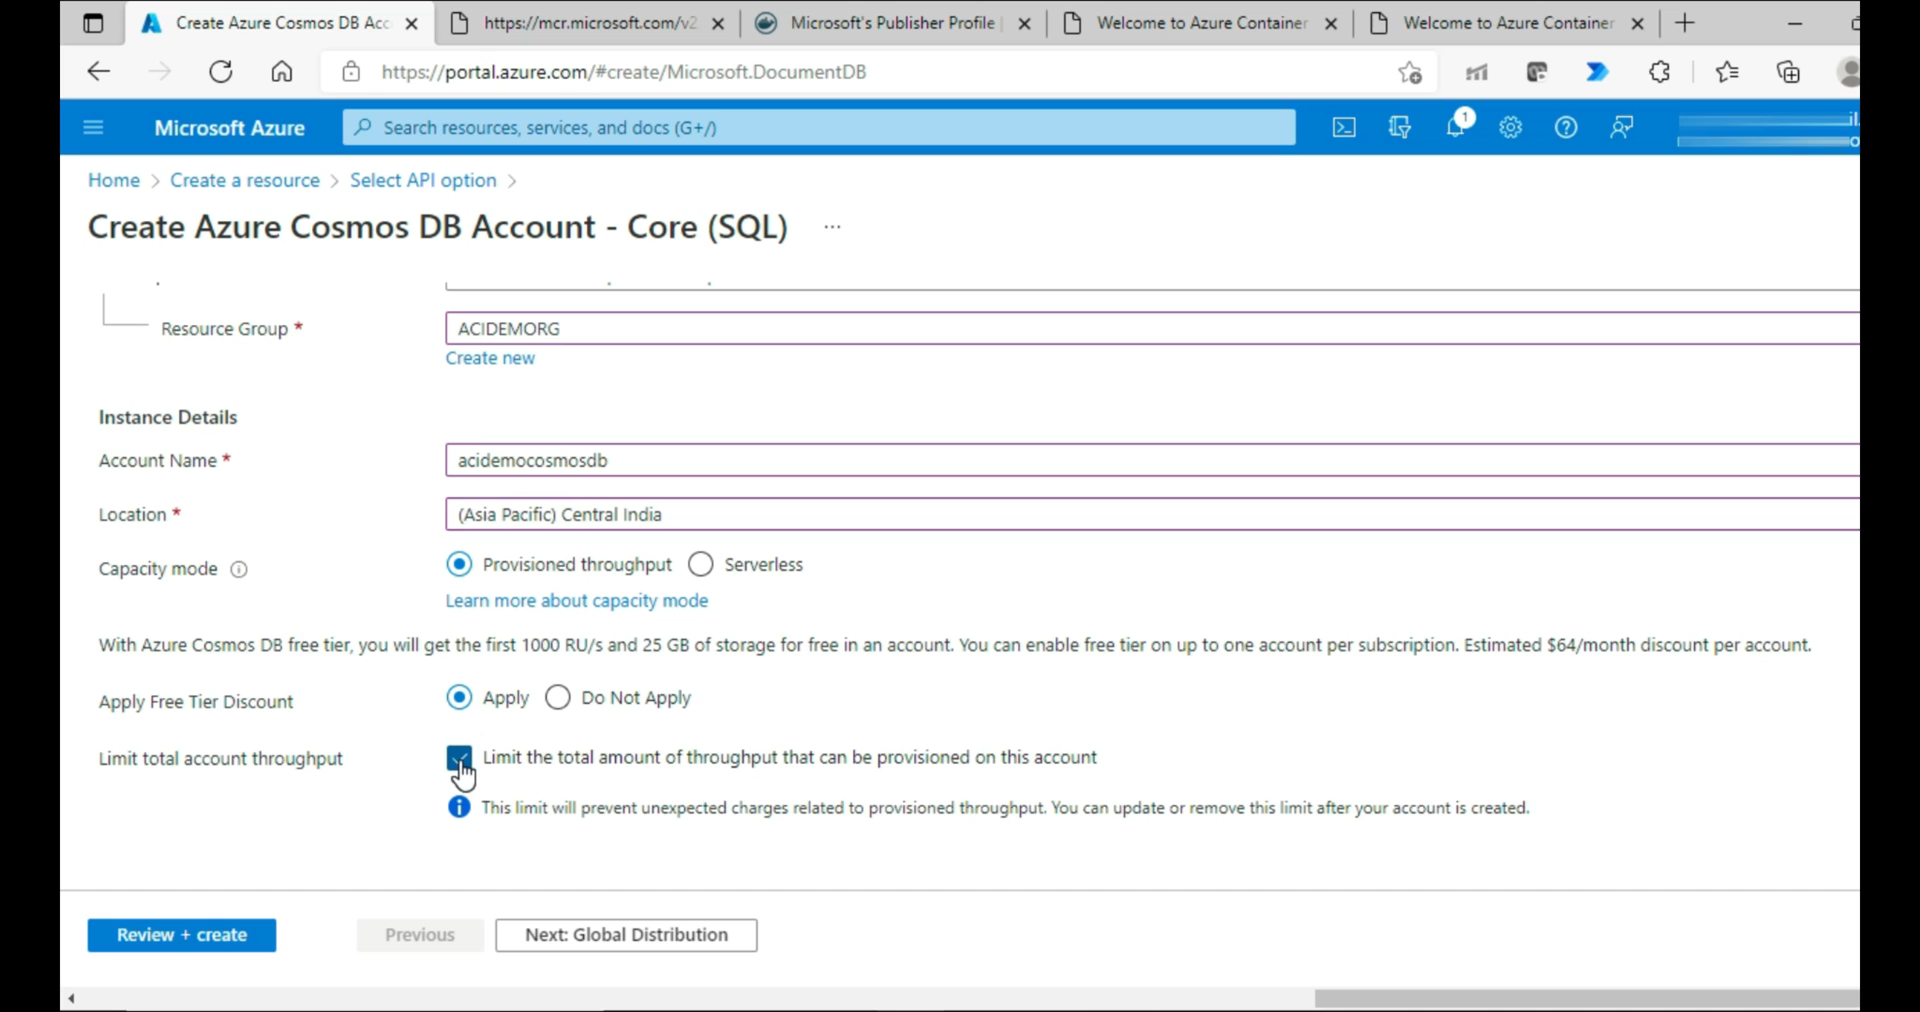 Create Azure Cosmos DB Acc
https://mcr.microsoft.com/v2
Microsoft's Publisher Profile
Welcome to Azure Container
Welcome to Azure Container
https://portal.azure.com/#create/Microsoft.DocumentDB
Microsoft Azure
Search resources, services, and docs (G+/)
1
Home > Create a resource > Select API option >
Create Azure Cosmos DB Account - Core (SQL) ...
Resource Group *
ACIDEMORG
Create new
Instance Details
Account Name *
acidemocosmosdb
Location *
(Asia Pacific) Central India
Capacity mode
Provisioned throughput
Serverless
Learn more about capacity mode
With Azure Cosmos DB free tier, you will get the first 1000 RU/s and 25 GB of storage for free in an account. You can enable free tier on up to one account per subscription. Estimated $64/month discount per account.
Apply Free Tier Discount
Apply
Do Not Apply
Limit total account throughput
Limit the total amount of throughput that can be provisioned on this account
This limit will prevent unexpected charges related to provisioned throughput. You can update or remove this limit after your account is created.
Review + create
Previous
Next: Global Distribution